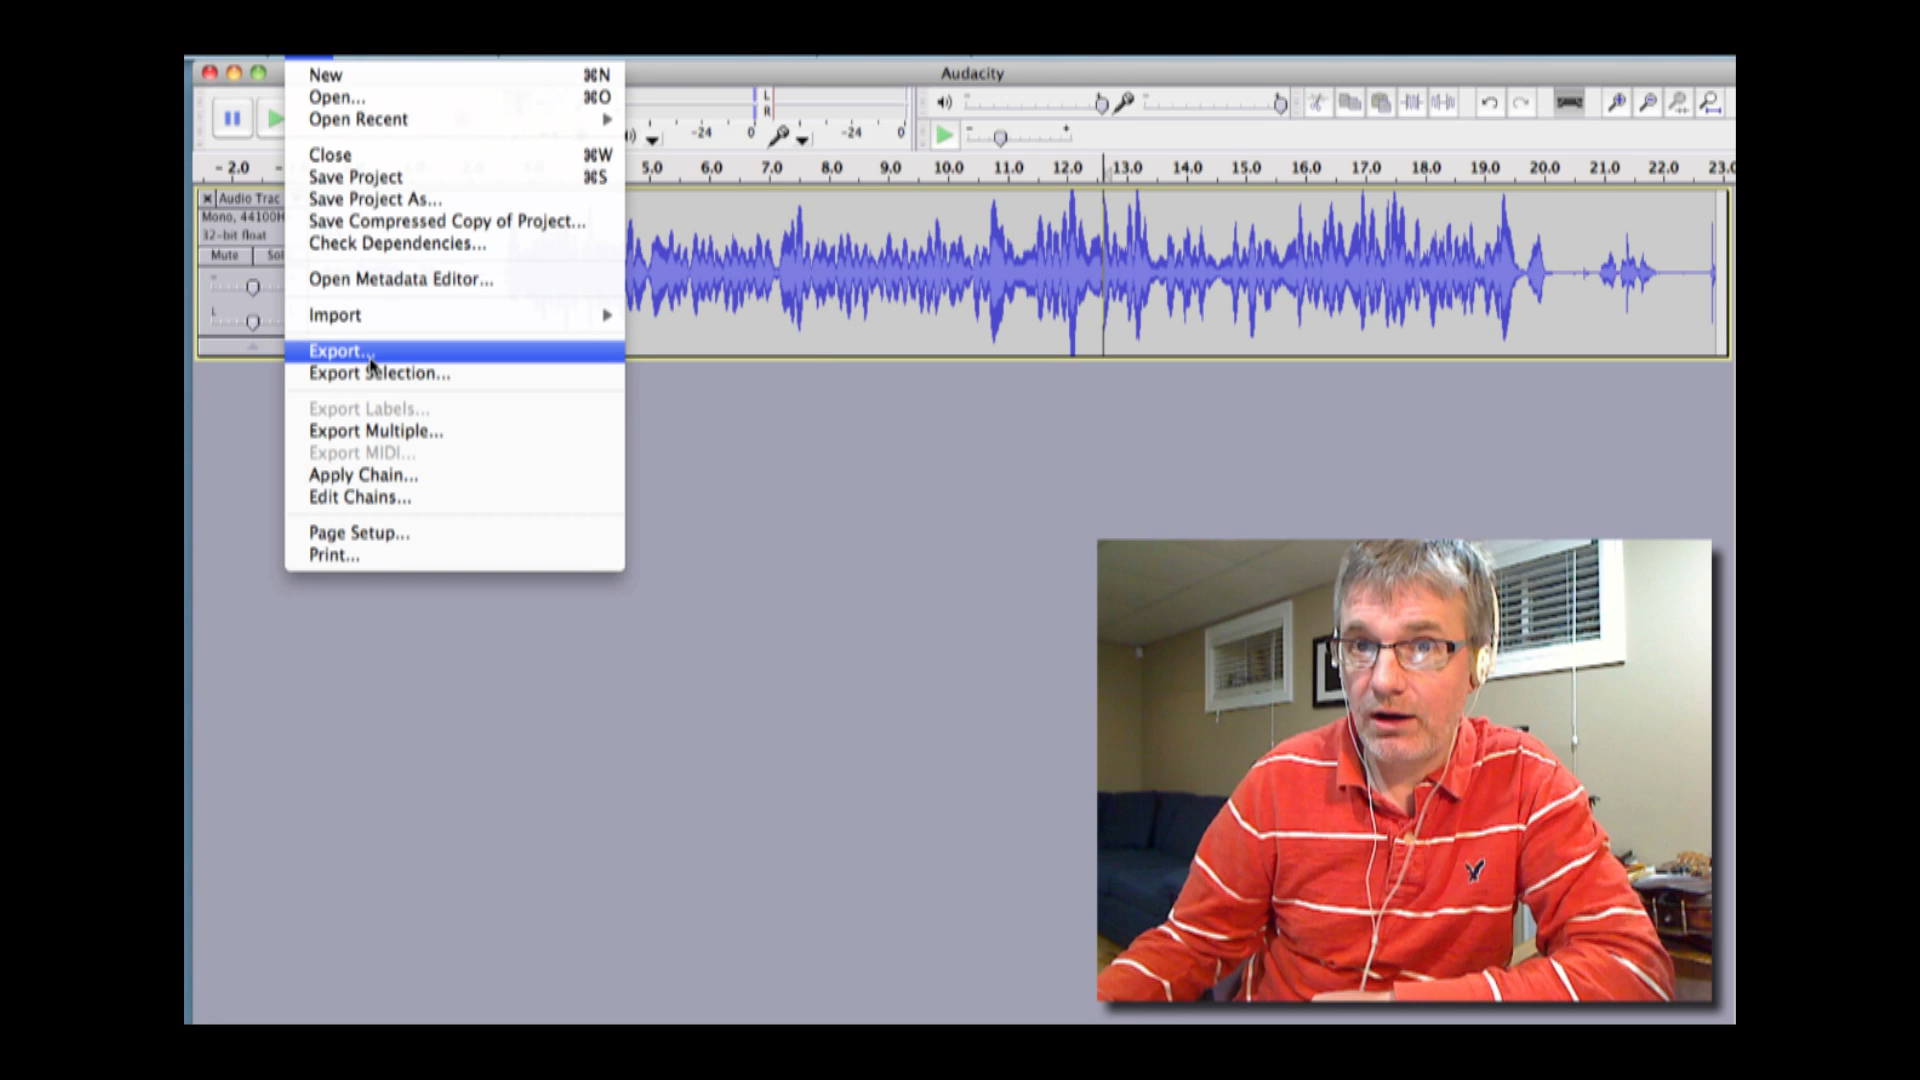 Audacity
New ⌘N
Open... ⌘O
Open Recent
Close ⌘W
Save Project ⌘S
Save Project As...
Save Compressed Copy of Project...
Check Dependencies...
Open Metadata Editor...
Import
Export...
Export Selection...
Export Labels...
Export Multiple...
Export MIDI...
Apply Chain...
Edit Chains...
Page Setup...
Print...
L
R
-24 0 -24 0
- 2.0 5.0 6.0 7.0 8.0 9.0 10.0 11.0 12.0 13.0 14.0 15.0 16.0 17.0 18.0 19.0 20.0 21.0 22.0 23.0
Audio Trac
Mono, 44100H
32-bit float
Mute Sol
L